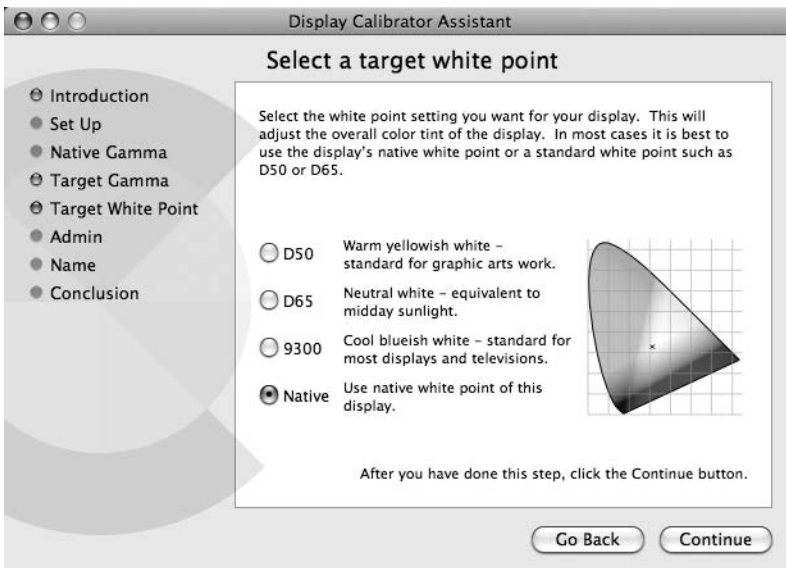 Display Calibrator Assistant
Select a target white point
Introduction
Set Up
Native Gamma
Target Gamma
Target White Point
Admin
Name
Conclusion
Select the white point setting you want for your display. This will
adjust the overall color tint of the display. In most cases it is best to
use the display's native white point or a standard white point such as
D50 or D65.
D50 Warm yellowish white –
standard for graphic arts work.
D65 Neutral white – equivalent to
midday sunlight.
9300 Cool blueish white – standard for
most displays and televisions.
Native Use native white point of this
display.
After you have done this step, click the Continue button.
Go Back Continue